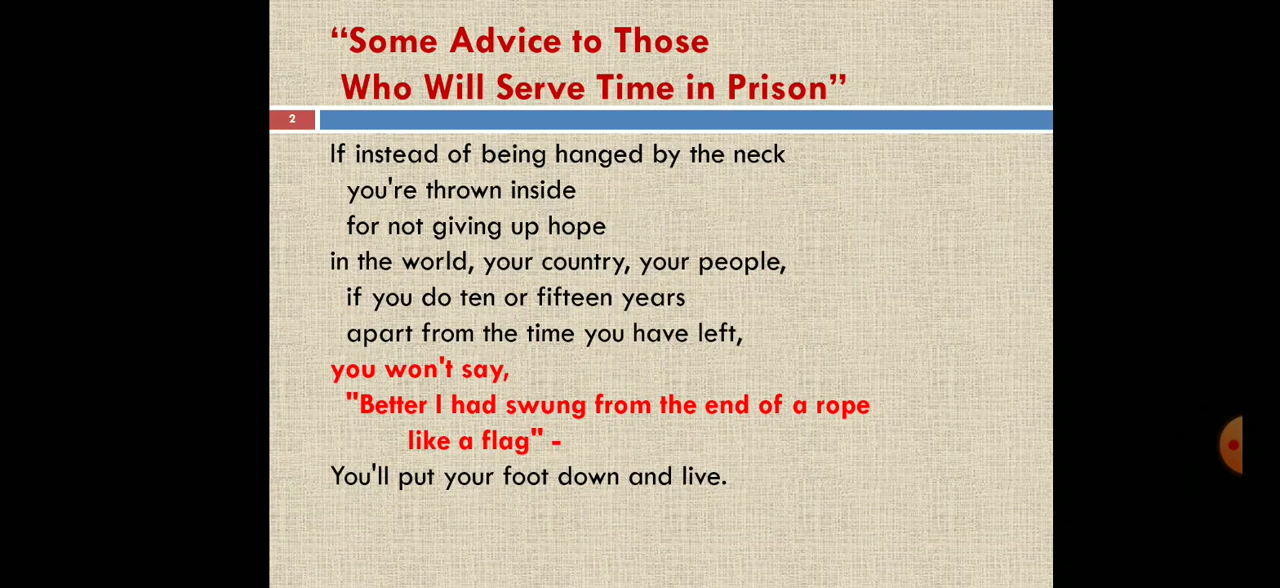 “Some Advice to Those
Who Will Serve Time in Prison”
2
If instead of being hanged by the neck
you're thrown inside
for not giving up hope
in the world, your country, your people,
if you do ten or fifteen years
apart from the time you have left,
you won't say,
"Better I had swung from the end of a rope
like a flag" -
You'll put your foot down and live.